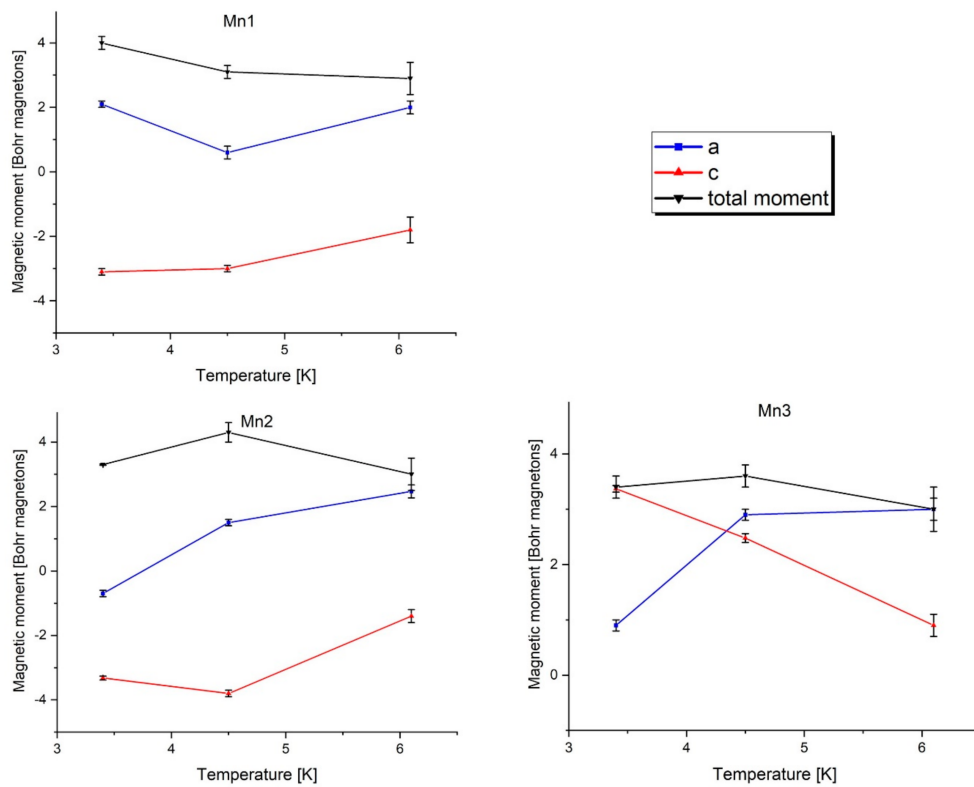 Mn1
Magnetic moment [Bohr magnetons]
4
2
0
-2
-4
3 4 5 6
Temperature [K]
a
c
total moment
Mn2
Magnetic moment [Bohr magnetons]
4
2
0
-2
-4
3 4 5 6
Temperature [K]
Mn3
Magnetic moment [Bohr magnetons]
4
2
0
3 4 5 6
Temperature [K]